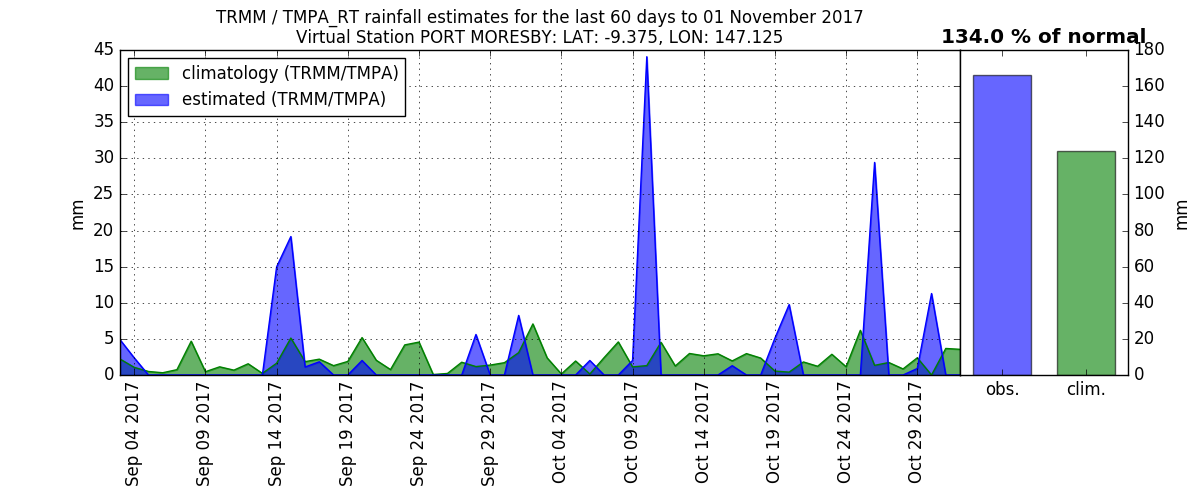 TRMM / TMPA_RT rainfall estimates for the last 60 days to 01 November 2017
Virtual Station PORT MORESBY: LAT: -9.375, LON: 147.125
134.0 % of normal
climatology (TRMM/TMPA)
estimated (TRMM/TMPA)
45
40
35
30
25
20
15
10
5
0
mm
180
160
140
120
100
80
60
40
20
0
mm
Sep 04 2017
Sep 09 2017
Sep 14 2017
Sep 19 2017
Sep 24 2017
Sep 29 2017
Oct 04 2017
Oct 09 2017
Oct 14 2017
Oct 19 2017
Oct 24 2017
Oct 29 2017
obs.
clim.